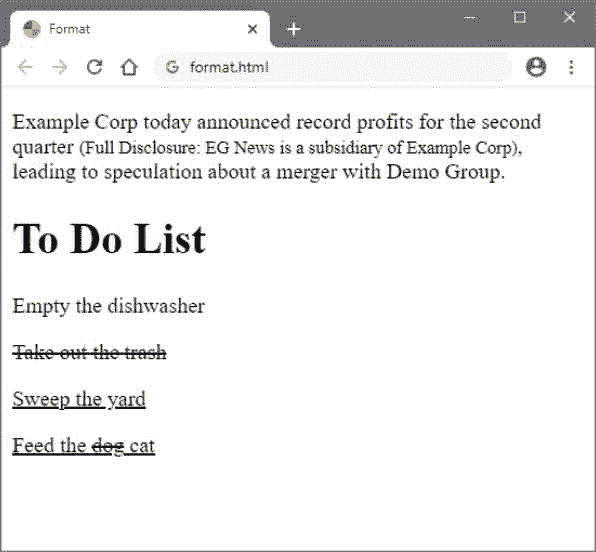 Format
format.html
Example Corp today announced record profits for the second
quarter (Full Disclosure: EG News is a subsidiary of Example Corp),
leading to speculation about a merger with Demo Group.
To Do List
Empty the dishwasher
Take out the trash
Sweep the yard
Feed the dog cat